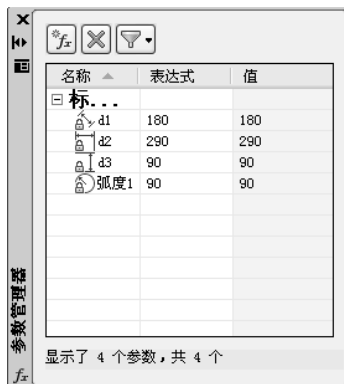 fx
名称 表达式 值
标...
d1 180 180
d2 290 290
d3 90 90
弧度1 90 90
显示了 4 个参数，共 4 个
参数管理器
fx